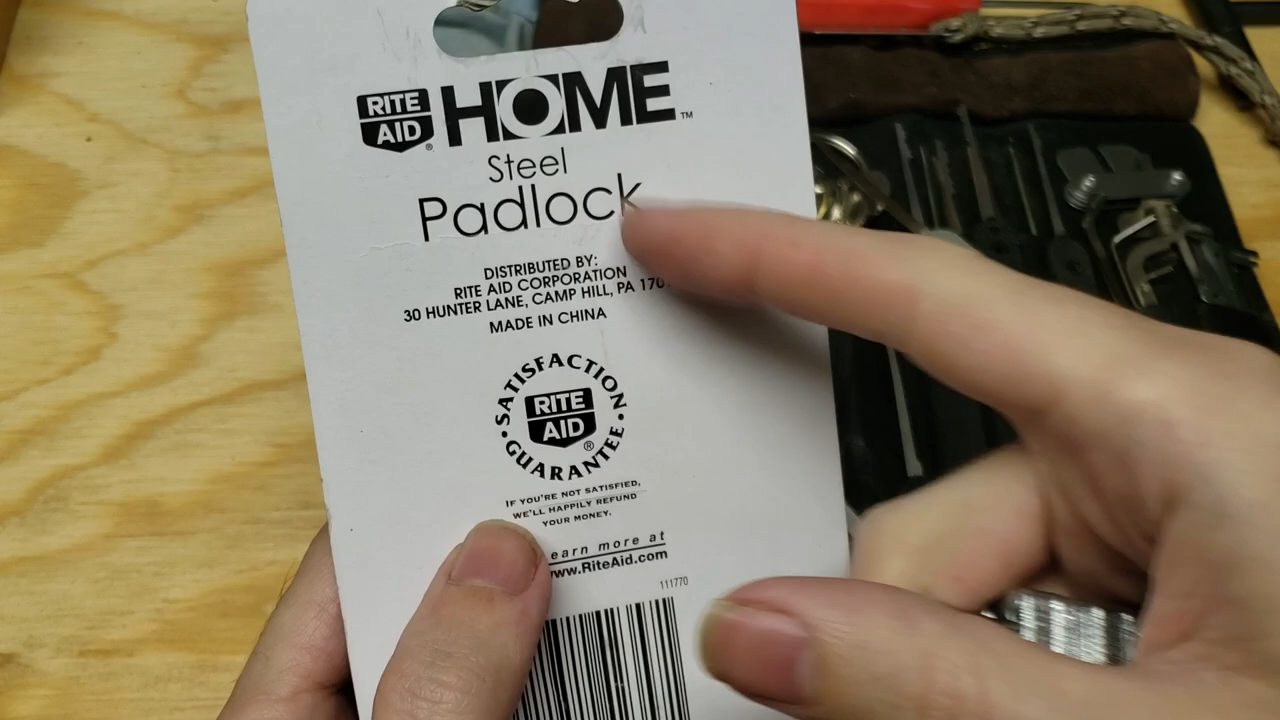 RITE AID® HOME™
Steel
Padlock
DISTRIBUTED BY:
RITE AID CORPORATION
30 HUNTER LANE, CAMP HILL, PA 170
MADE IN CHINA
SATISFACTION
RITE
AID®
GUARANTEE
IF YOU'RE NOT SATISFIED,
WE'LL HAPPILY REFUND
YOUR MONEY.
earn more at
www.RiteAid.com
111770